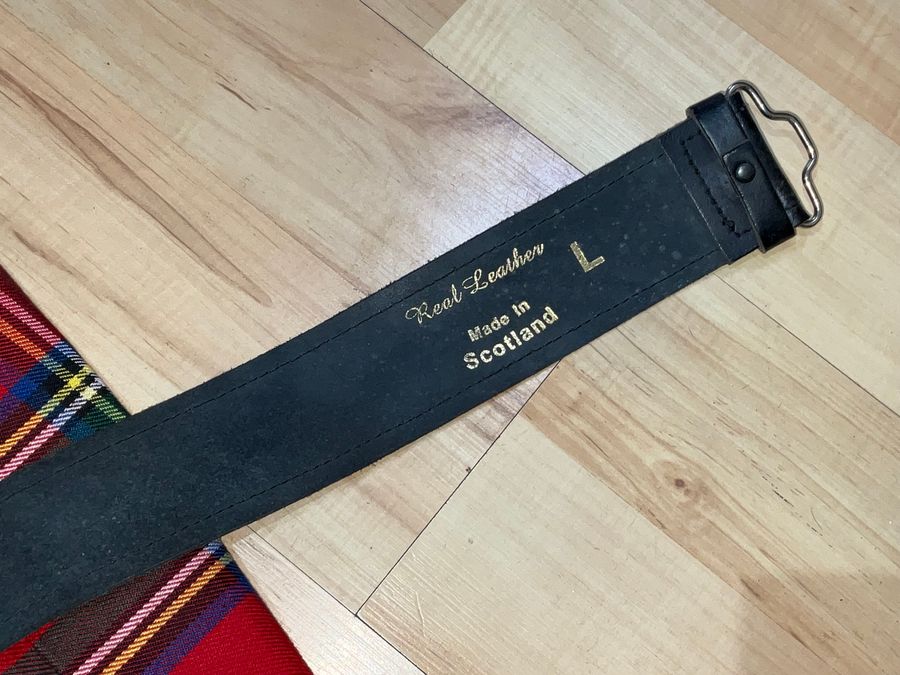 Real Leather
L
Made in
Scotland